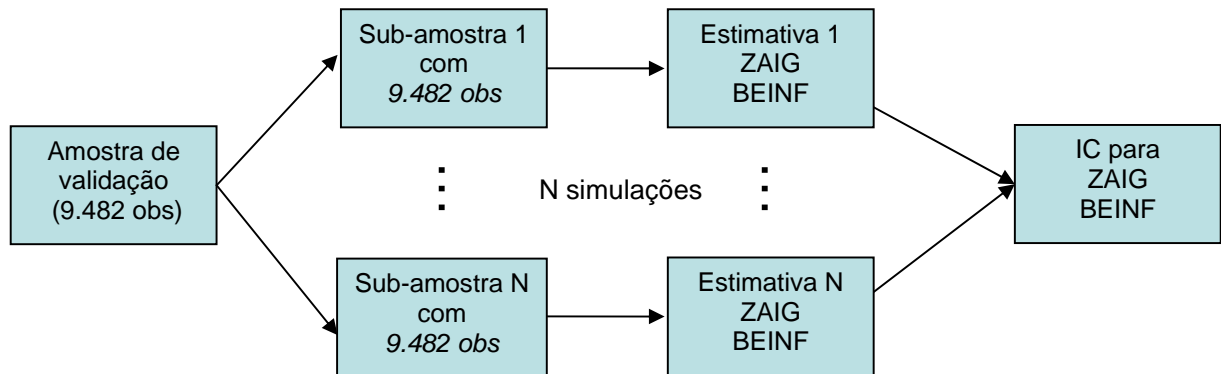 Amostra de
validação
(9.482 obs)
Sub-amostra 1
com
9.482 obs
Estimativa 1
ZAIG
BEINF
N simulações
Sub-amostra N
com
9.482 obs
Estimativa N
ZAIG
BEINF
IC para
ZAIG
BEINF